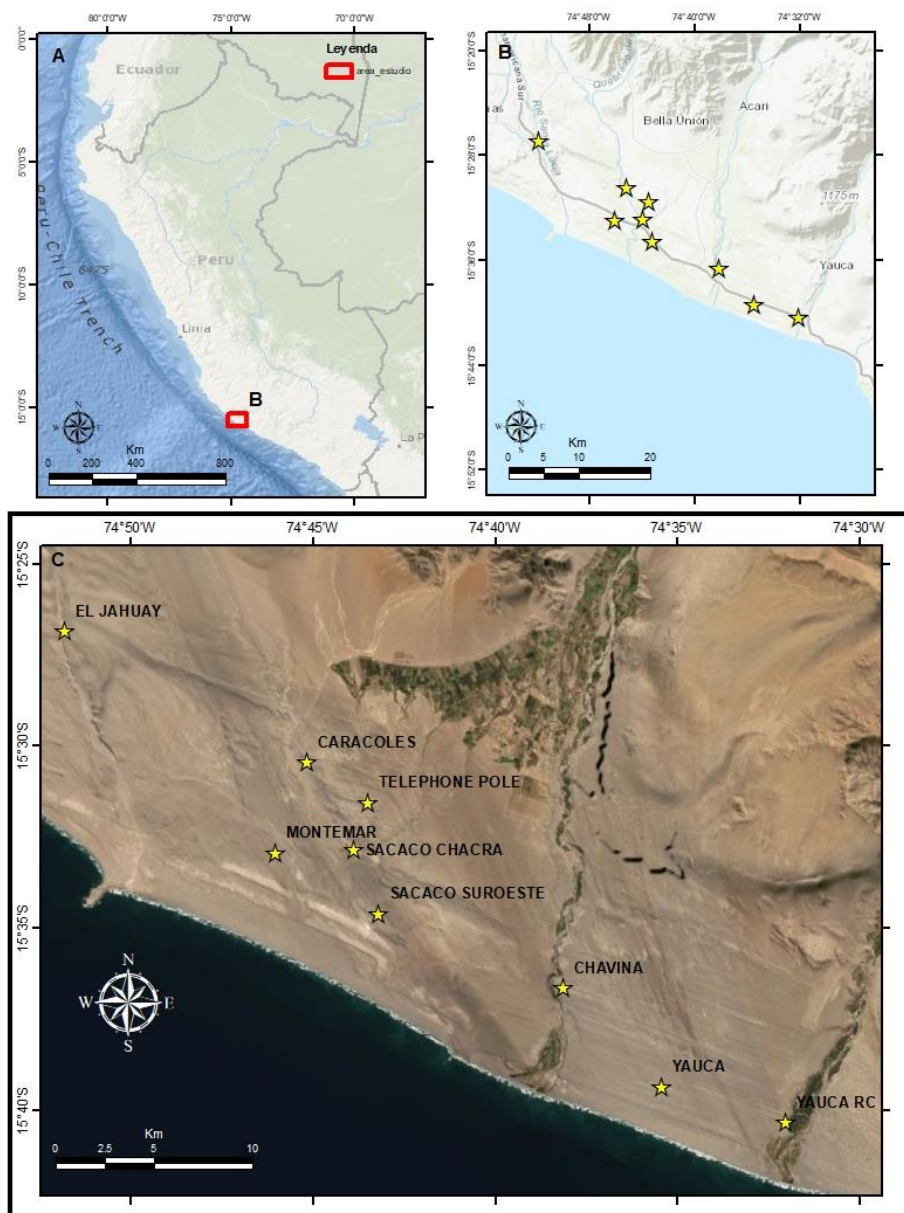 80°0'0"W
75°0'0"W
70°0'0"W
0°0'0"
5°0'0"S
10°0'0"S
15°0'0"S
A
Leyenda
area_estudio
Ecuador
Peru
Lima
Peru-Chile Trench
6475
La P
B
N
W E
S
Km
0 200 400 800
74°48'0"W
74°40'0"W
74°32'0"W
15°20'0"S
15°28'0"S
15°36'0"S
15°44'0"S
15°52'0"S
B
Bella Unión
Acarí
1175m
Yauca
N
W E
S
Km
0 5 10 20
74°50'W
74°45'W
74°40'W
74°35'W
74°30'W
15°25'S
15°30'S
15°35'S
15°40'S
C
EL JAHUAY
CARACOLES
TELEPHONE POLE
MONTEMAR
SACACO CHACRA
SACACO SUROESTE
CHAVINA
YAUCA
YAUCA RC
N
W E
S
Km
0 2.5 5 10